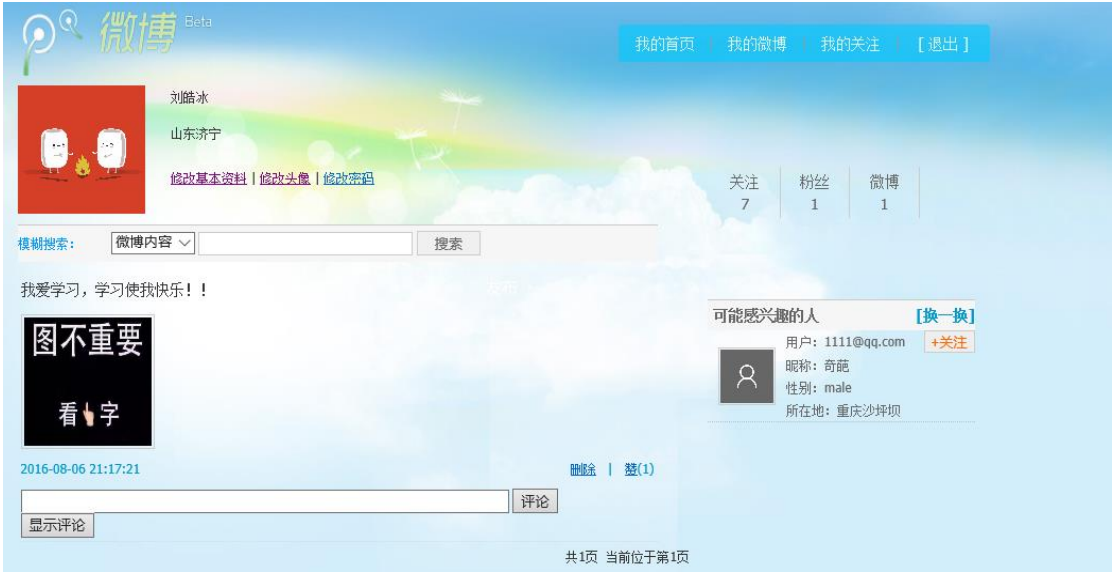 微博 Beta
我的首页 我的微博 我的关注 [ 退出 ]
刘皓冰
山东济宁
修改基本资料 | 修改头像 | 修改密码
关注 粉丝 微博
7 1 1
模糊搜索: 微博内容 搜索
我爱学习，学习使我快乐！！
图不重要
看 字
2016-08-06 21:17:21 删除 | 赞(1)
评论
显示评论
共1页 当前位于第1页
可能感兴趣的人 [换一换]
用户: 1111@qq.com +关注
昵称: 奇葩
性别: male
所在地: 重庆沙坪坝